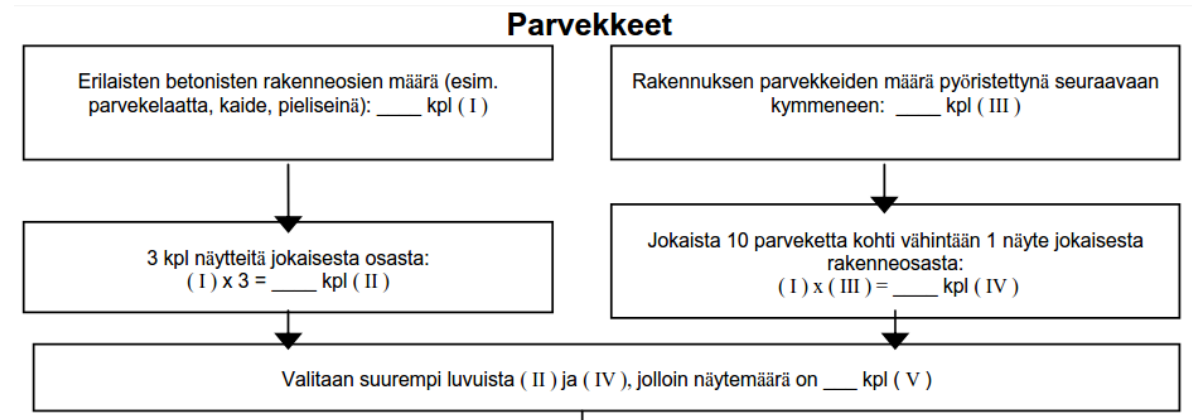 Parvekkeet
Erilaisten betonisten rakenneosien määrä (esim.
parvekelaatta, kaide, pieliseinä): ____ kpl ( I )
Rakennuksen parvekkeiden määrä pyöristettynä seuraavaan
kymmeneen: ____ kpl ( III )
3 kpl näytteitä jokaisesta osasta:
( I ) x 3 = ____ kpl ( II )
Jokaista 10 parveketta kohti vähintään 1 näyte jokaisesta
rakenneosasta:
( I ) x ( III ) = ____ kpl ( IV )
Valitaan suurempi luvuista ( II ) ja ( IV ), jolloin näytemäärä on ___ kpl ( V )